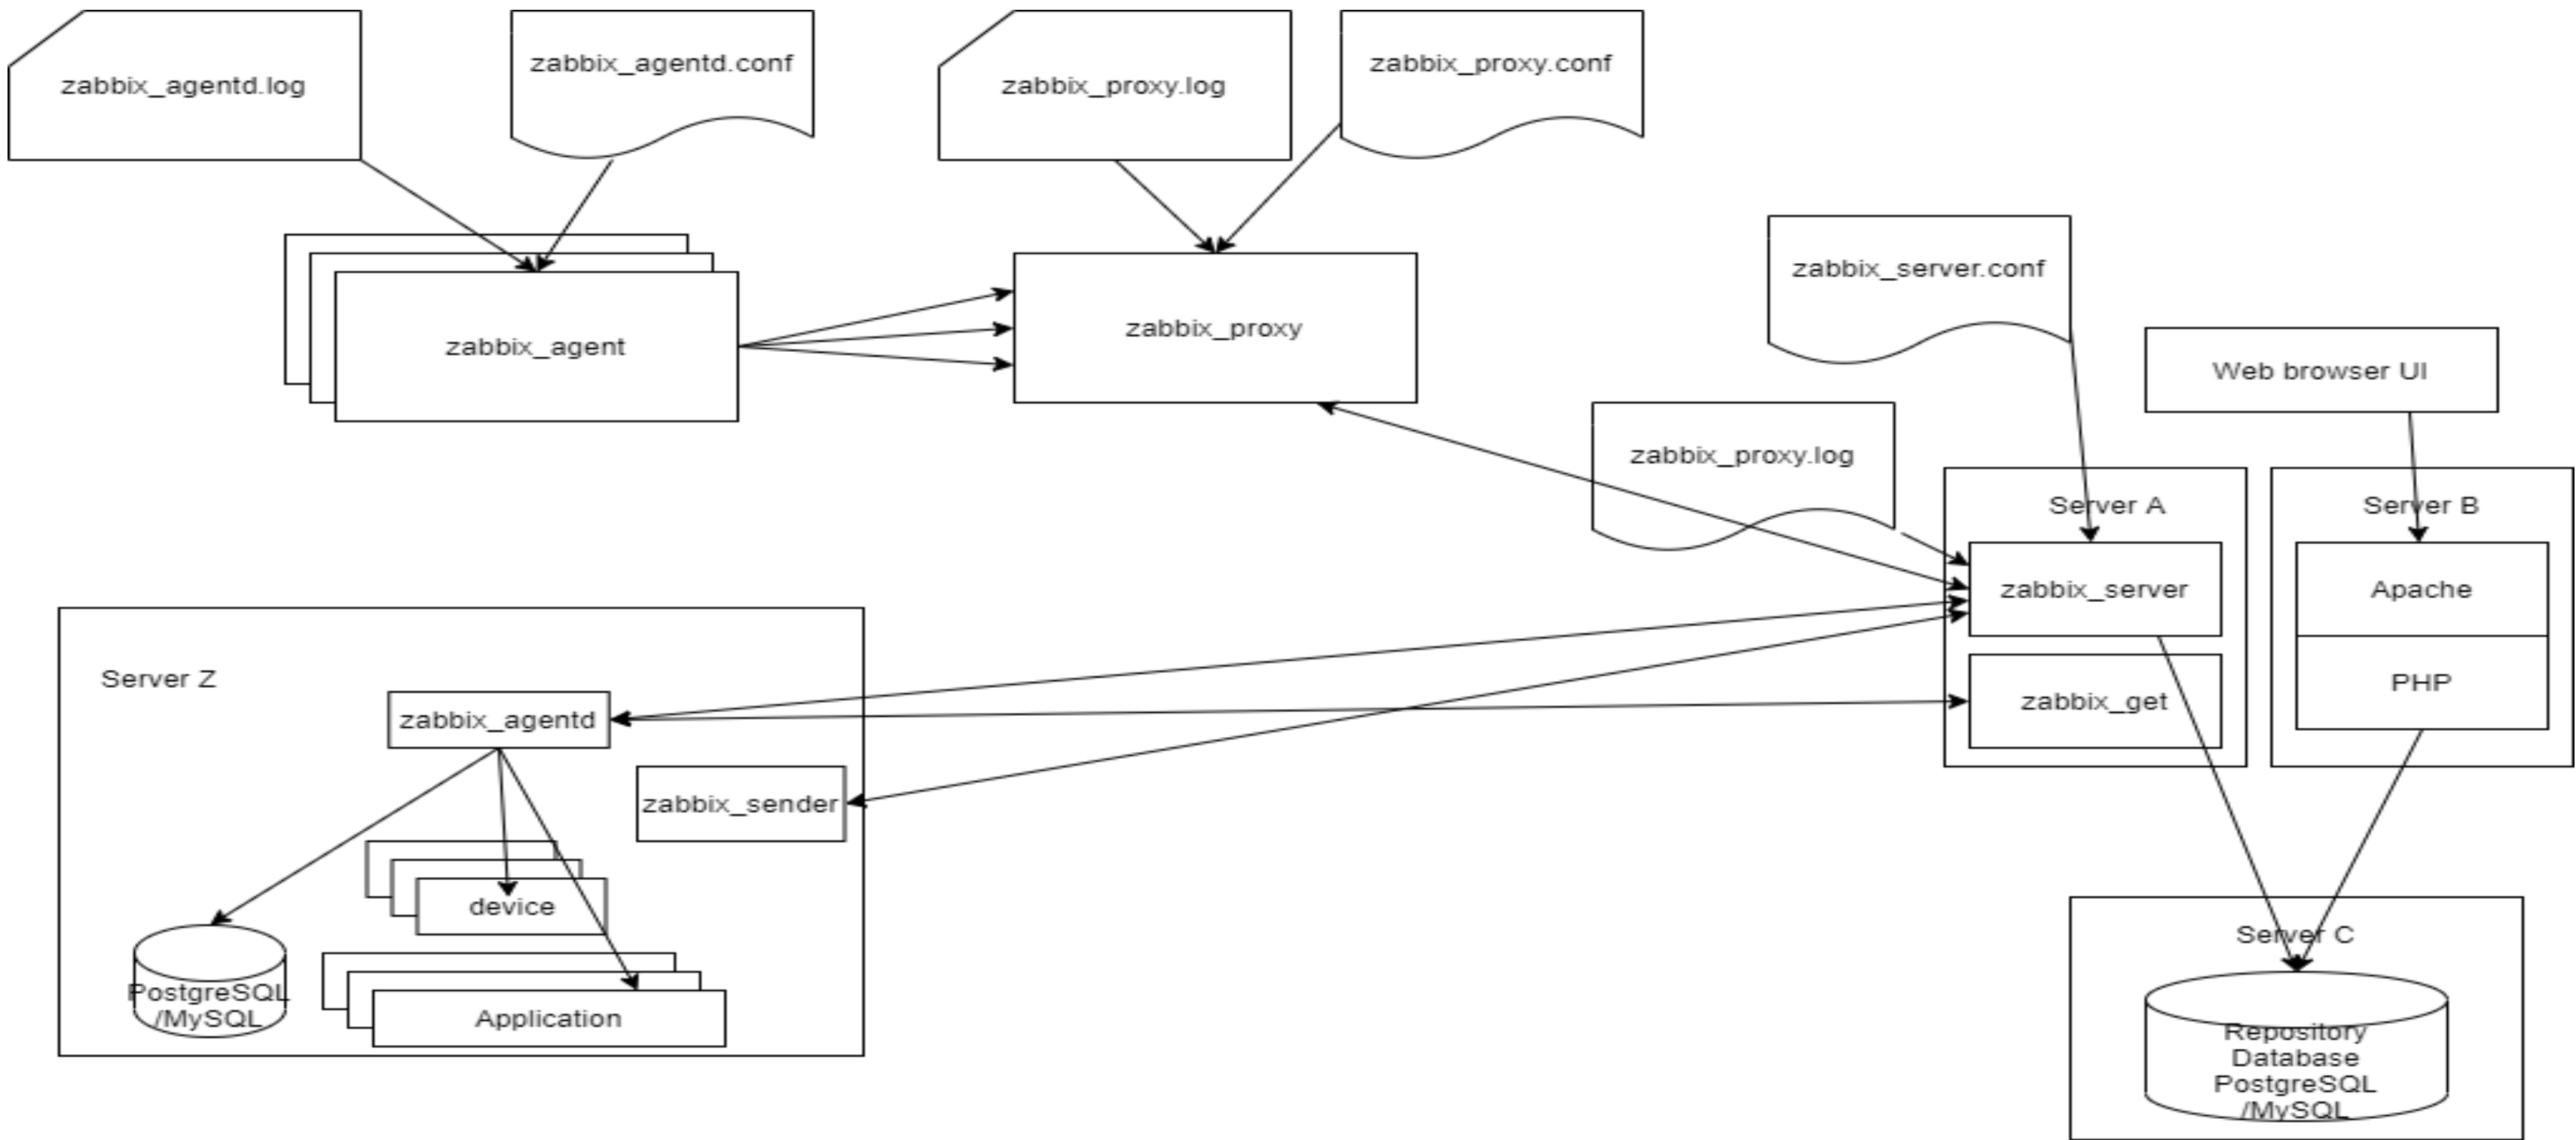 zabbix_agentd.log
zabbix_agentd.conf
zabbix_proxy.log
zabbix_proxy.conf
zabbix_agent
zabbix_proxy
zabbix_server.conf
Web browser UI
zabbix_proxy.log
Server A
Server B
zabbix_server
Apache
zabbix_get
PHP
Server Z
zabbix_agentd
zabbix_sender
device
PostgreSQL
/MySQL
Application
Server C
Repository
Database
PostgreSQL
/MySQL